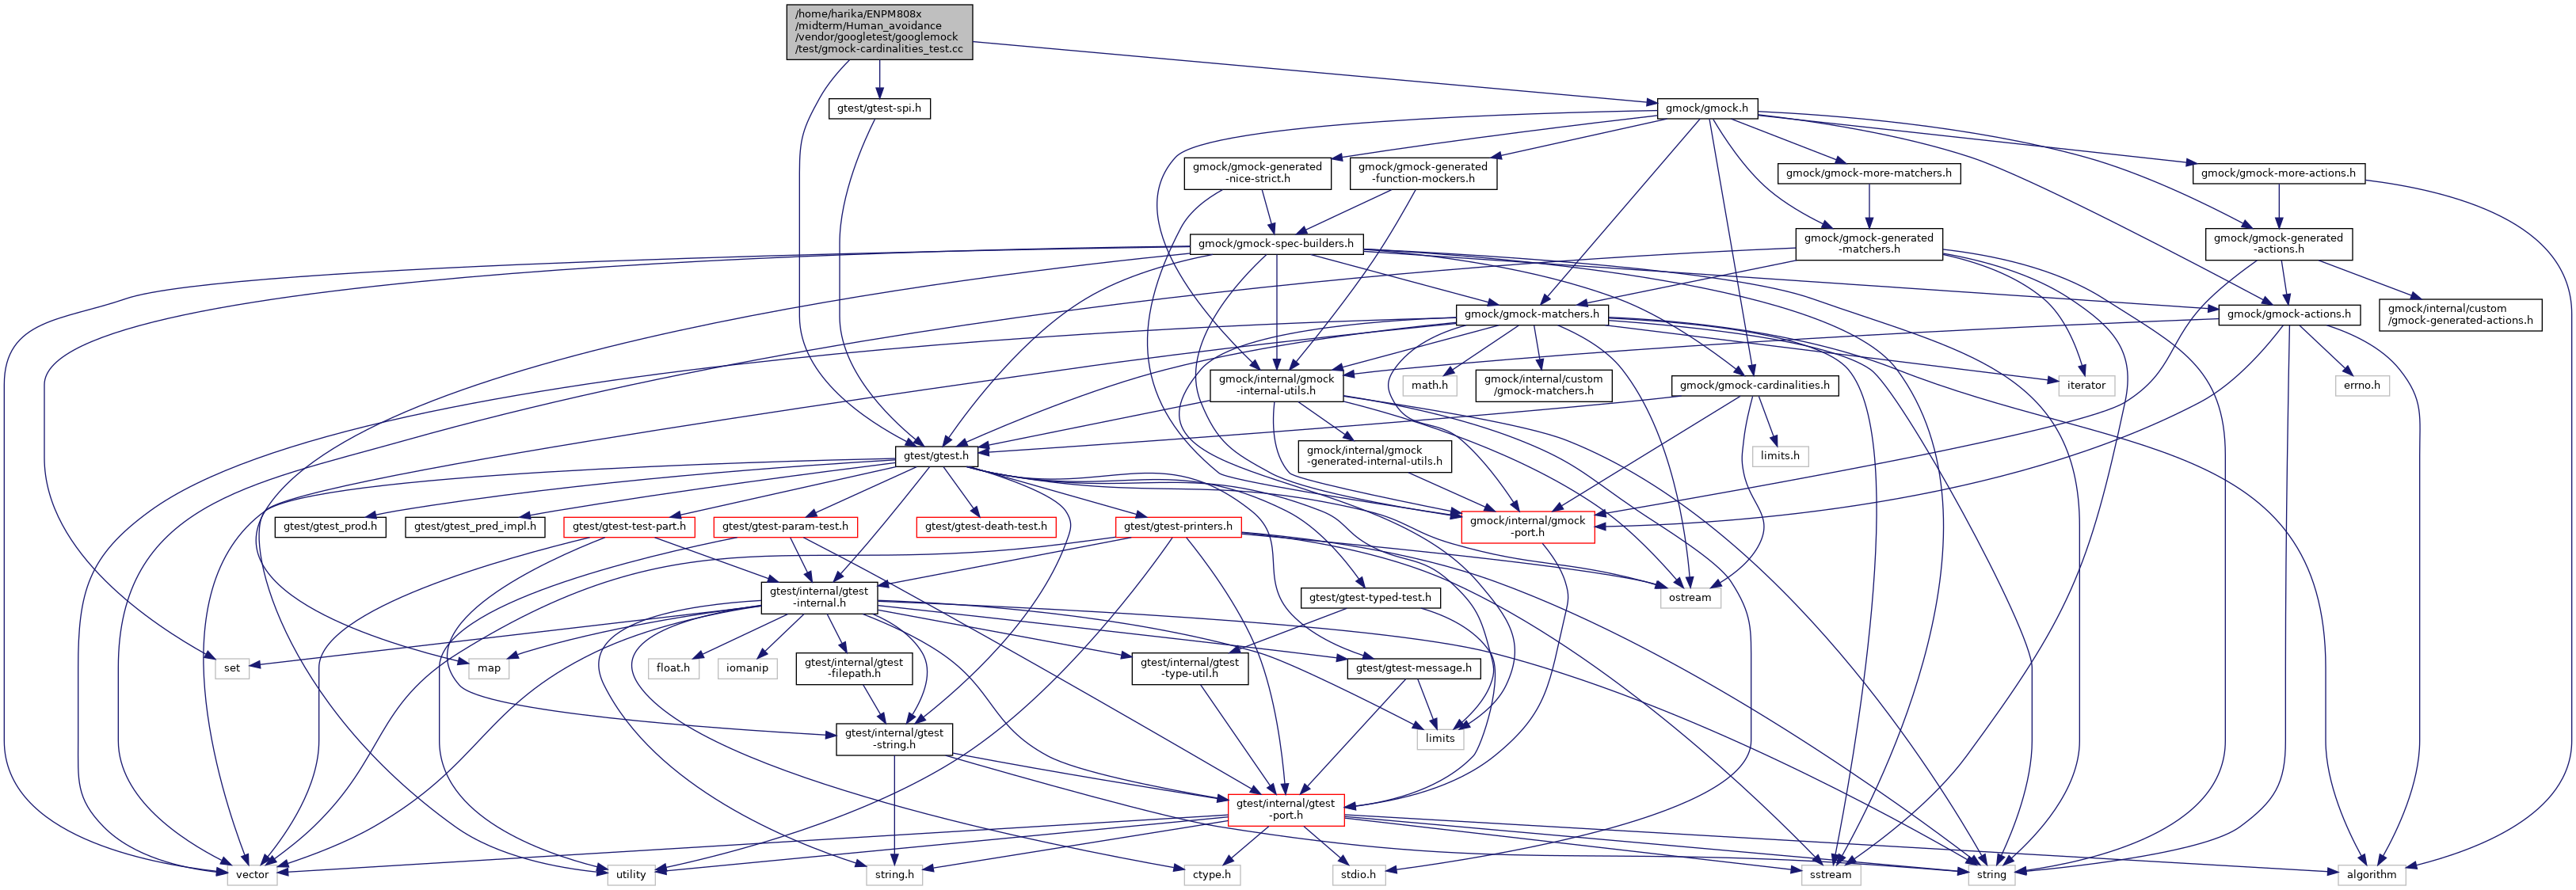 /home/harika/ENPM808x
/midterm/Human_avoidance
/vendor/googletest/googlemock
/test/gmock-cardinalities_test.cc
gtest/gtest-spi.h
gmock/gmock.h
gmock/gmock-generated
-nice-strict.h
gmock/gmock-generated
-function-mockers.h
gmock/gmock-more-matchers.h
gmock/gmock-more-actions.h
gmock/gmock-spec-builders.h
gmock/gmock-generated
-matchers.h
gmock/gmock-generated
-actions.h
gmock/gmock-matchers.h
gmock/gmock-actions.h
gmock/internal/custom
/gmock-generated-actions.h
gmock/internal/gmock
-internal-utils.h
math.h
gmock/internal/custom
/gmock-matchers.h
gmock/gmock-cardinalities.h
iterator
errno.h
gtest/gtest.h
gmock/internal/gmock
-generated-internal-utils.h
limits.h
gtest/gtest_prod.h
gtest/gtest_pred_impl.h
gtest/gtest-test-part.h
gtest/gtest-param-test.h
gtest/gtest-death-test.h
gtest/gtest-printers.h
gmock/internal/gmock
-port.h
gtest/internal/gtest
-internal.h
gtest/gtest-typed-test.h
ostream
set
map
float.h
iomanip
gtest/internal/gtest
-filepath.h
gtest/internal/gtest
-type-util.h
gtest/gtest-message.h
gtest/internal/gtest
-string.h
limits
gtest/internal/gtest
-port.h
vector
utility
string.h
ctype.h
stdio.h
sstream
string
algorithm